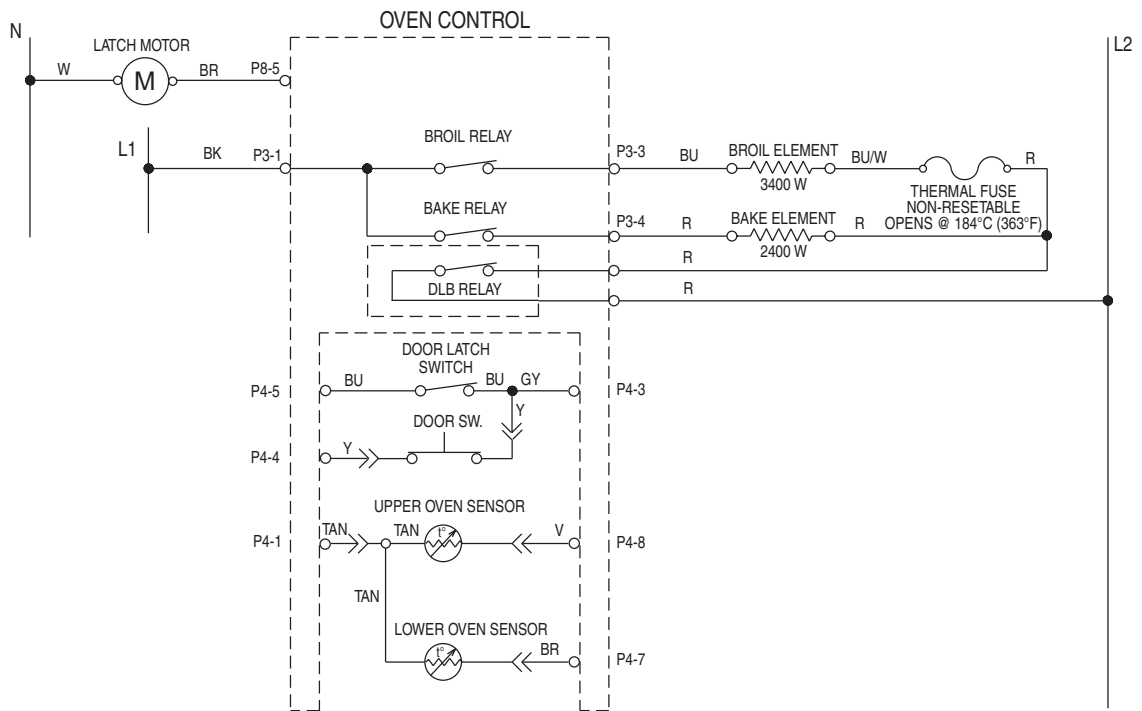 OVEN CONTROL
N
L2
LATCH MOTOR
W
M
BR
P8-5
L1
BK
P3-1
BROIL RELAY
P3-3
BU
BROIL ELEMENT
3400 W
BU/W
R
THERMAL FUSE
NON-RESETABLE
OPENS @ 184°C (363°F)
BAKE RELAY
P3-4
R
BAKE ELEMENT
2400 W
R
DLB RELAY
R
R
DOOR LATCH
SWITCH
P4-5
BU
BU
GY
P4-3
Y
DOOR SW.
P4-4
Y
UPPER OVEN SENSOR
P4-1
TAN
TAN
t°
V
P4-8
TAN
LOWER OVEN SENSOR
t°
BR
P4-7